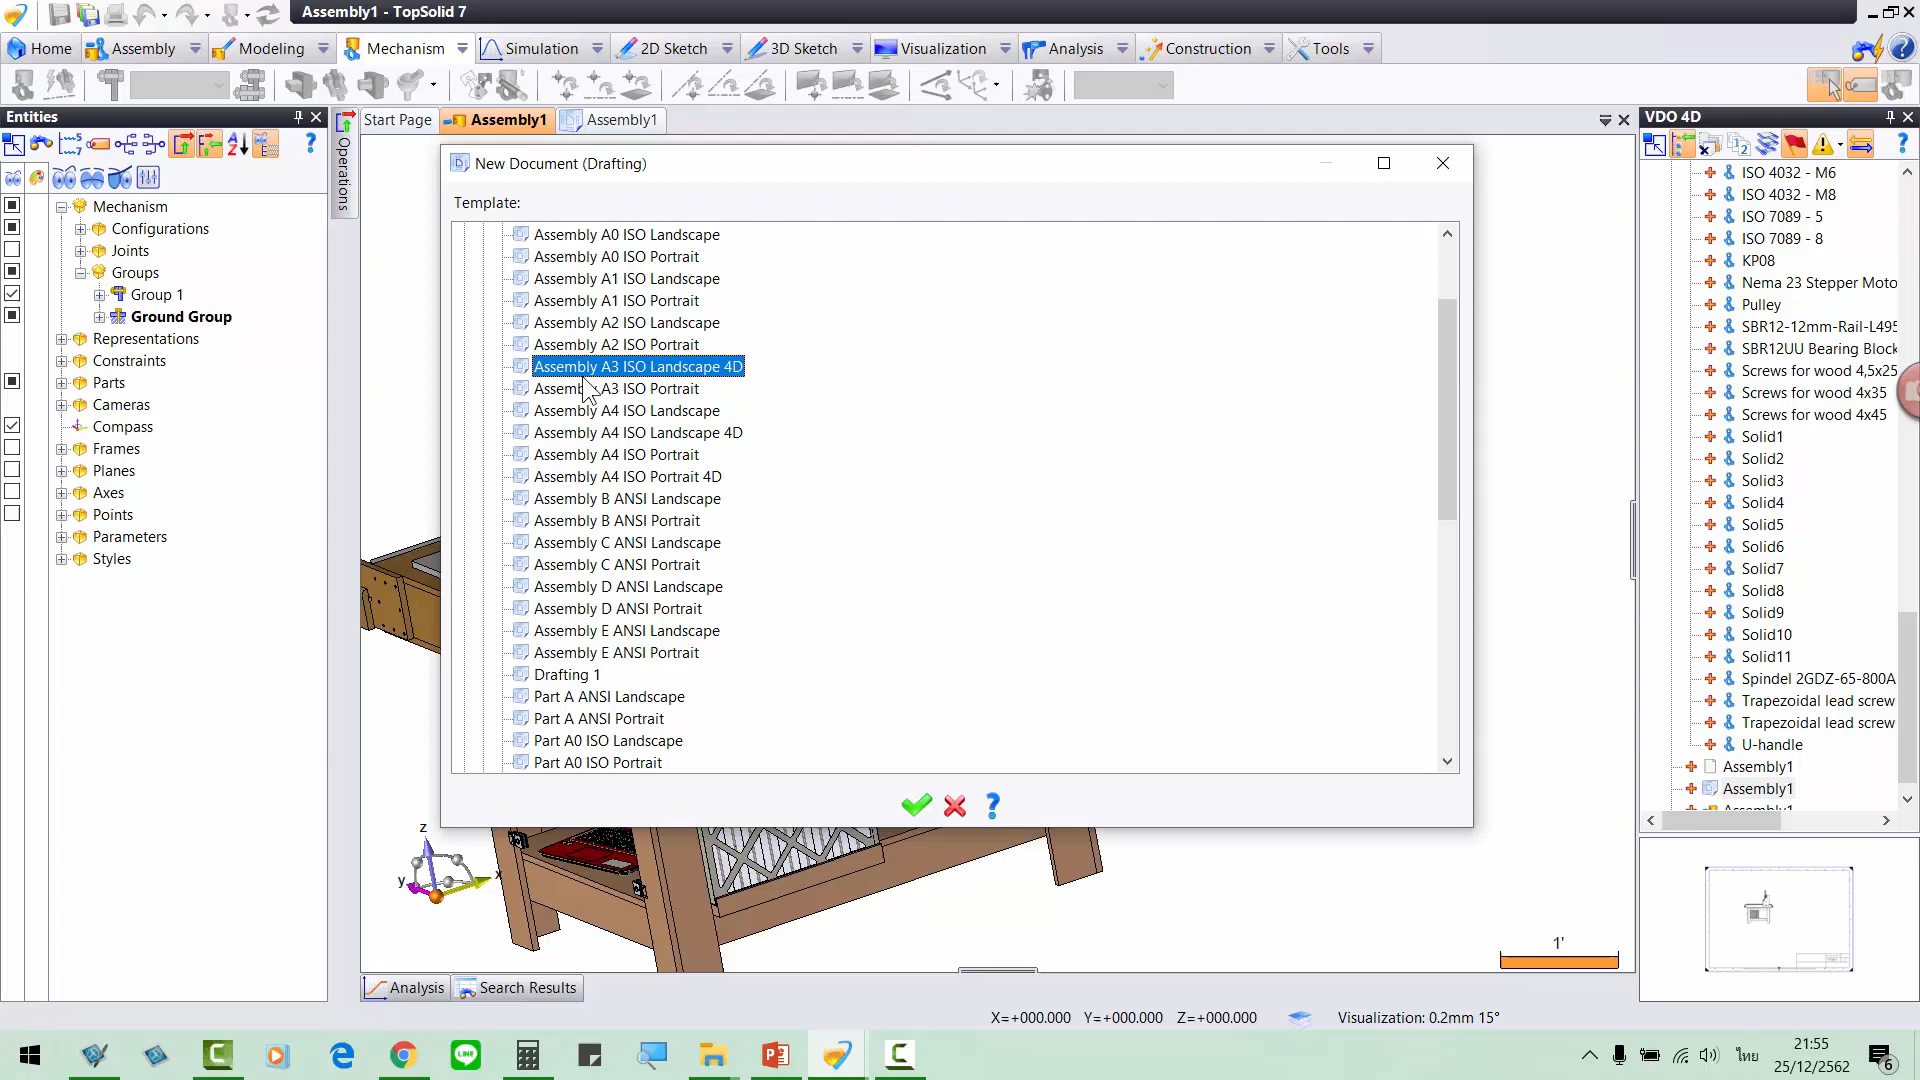 Assembly1 - TopSolid 7
Home
Assembly
Modeling
Mechanism
Simulation
2D Sketch
3D Sketch
Visualization
Analysis
Construction
Tools
Entities
Operations
Start Page
Assembly1
Assembly1
VDO 4D
Mechanism
Configurations
Joints
Groups
Group 1
Ground Group
Representations
Constraints
Parts
Cameras
Compass
Frames
Planes
Axes
Points
Parameters
Styles
New Document (Drafting)
Template:
Assembly A0 ISO Landscape
Assembly A0 ISO Portrait
Assembly A1 ISO Landscape
Assembly A1 ISO Portrait
Assembly A2 ISO Landscape
Assembly A2 ISO Portrait
Assembly A3 ISO Landscape 4D
Assembly A3 ISO Portrait
Assembly A4 ISO Landscape
Assembly A4 ISO Landscape 4D
Assembly A4 ISO Portrait
Assembly A4 ISO Portrait 4D
Assembly B ANSI Landscape
Assembly B ANSI Portrait
Assembly C ANSI Landscape
Assembly C ANSI Portrait
Assembly D ANSI Landscape
Assembly D ANSI Portrait
Assembly E ANSI Landscape
Assembly E ANSI Portrait
Drafting 1
Part A ANSI Landscape
Part A ANSI Portrait
Part A0 ISO Landscape
Part A0 ISO Portrait
ISO 4032 - M6
ISO 4032 - M8
ISO 7089 - 5
ISO 7089 - 8
KP08
Nema 23 Stepper Moto
Pulley
SBR12-12mm-Rail-L495
SBR12UU Bearing Block
Screws for wood 4,5x25
Screws for wood 4x35
Screws for wood 4x45
Solid1
Solid2
Solid3
Solid4
Solid5
Solid6
Solid7
Solid8
Solid9
Solid10
Solid11
Spindel 2GDZ-65-800A
Trapezoidal lead screw
Trapezoidal lead screw
U-handle
Assembly1
Assembly1
z
y
x
1'
Analysis
Search Results
X=+000.000 Y=+000.000 Z=+000.000
Visualization: 0.2mm 15°
ไทย
21:55
25/12/2562
6